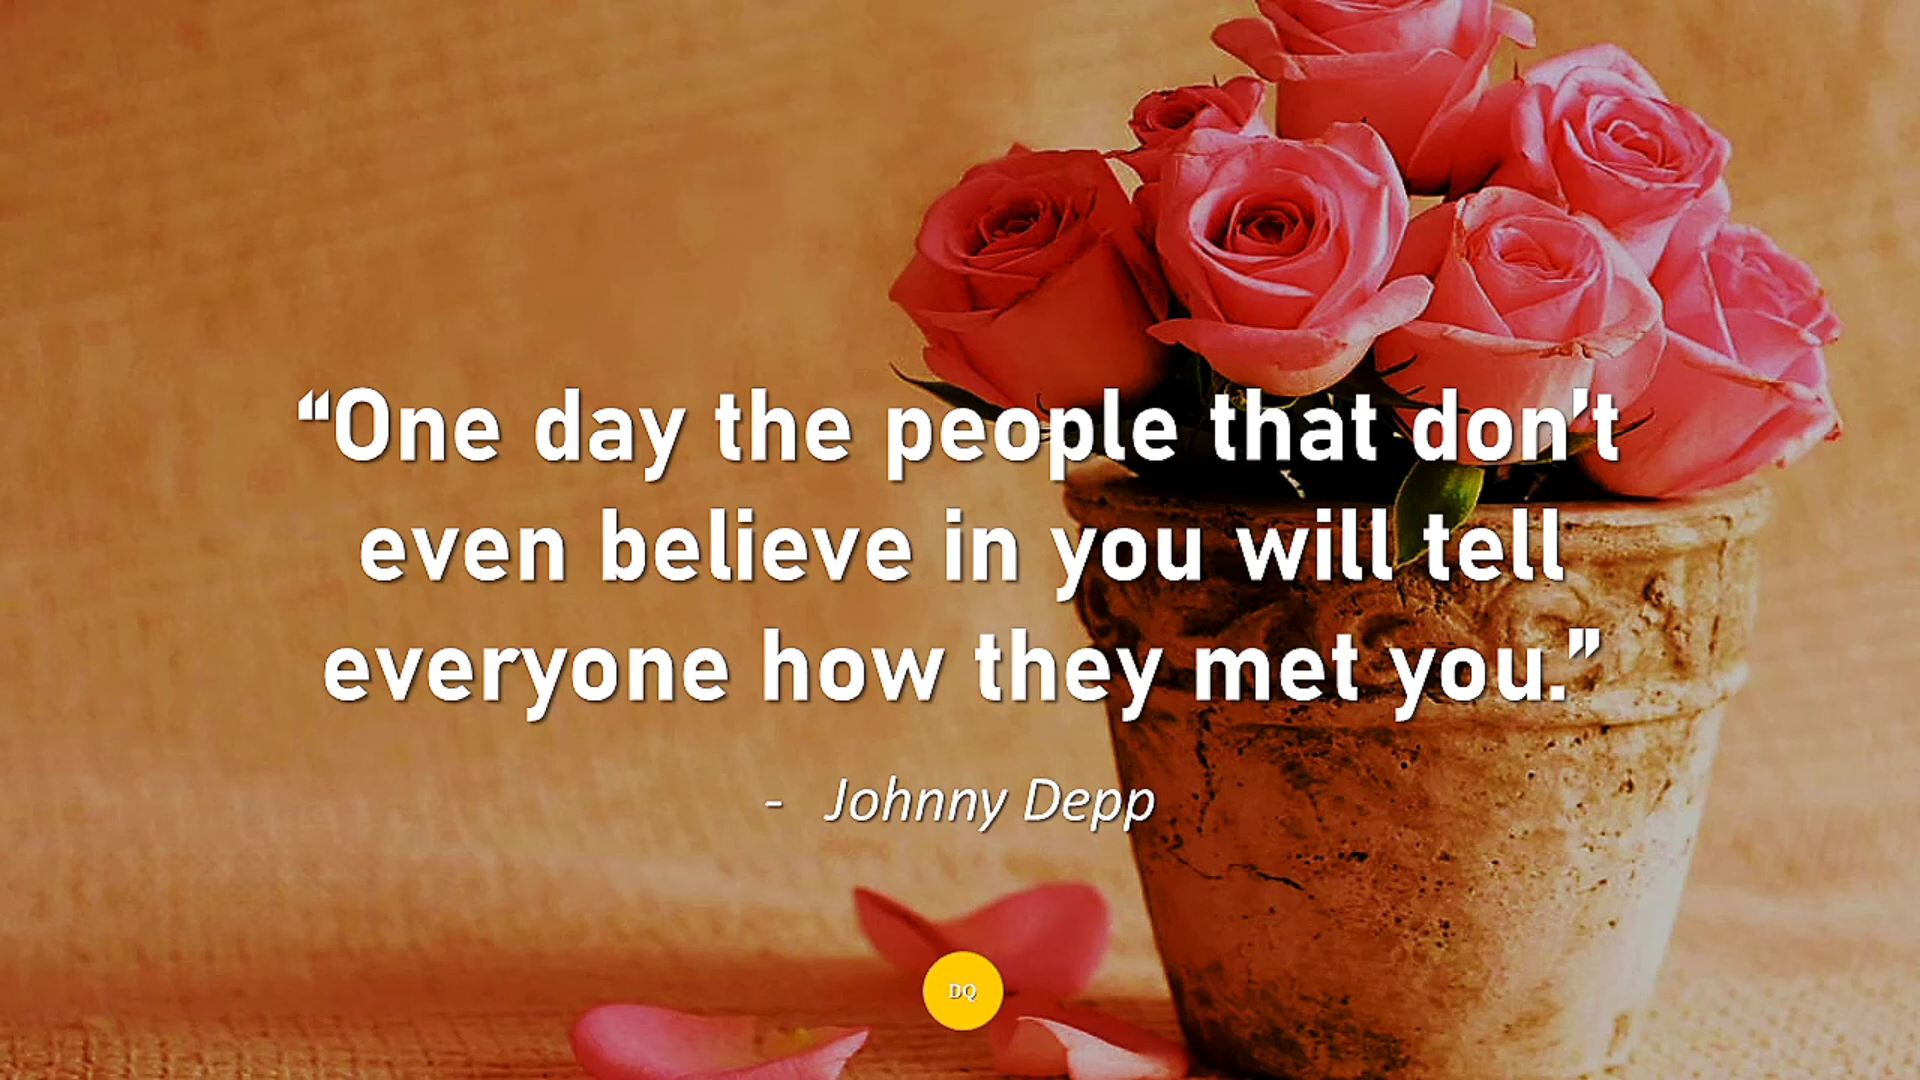 “One day the people that don’t
even believe in you will tell
everyone how they met you.”
- Johnny Depp
DQ